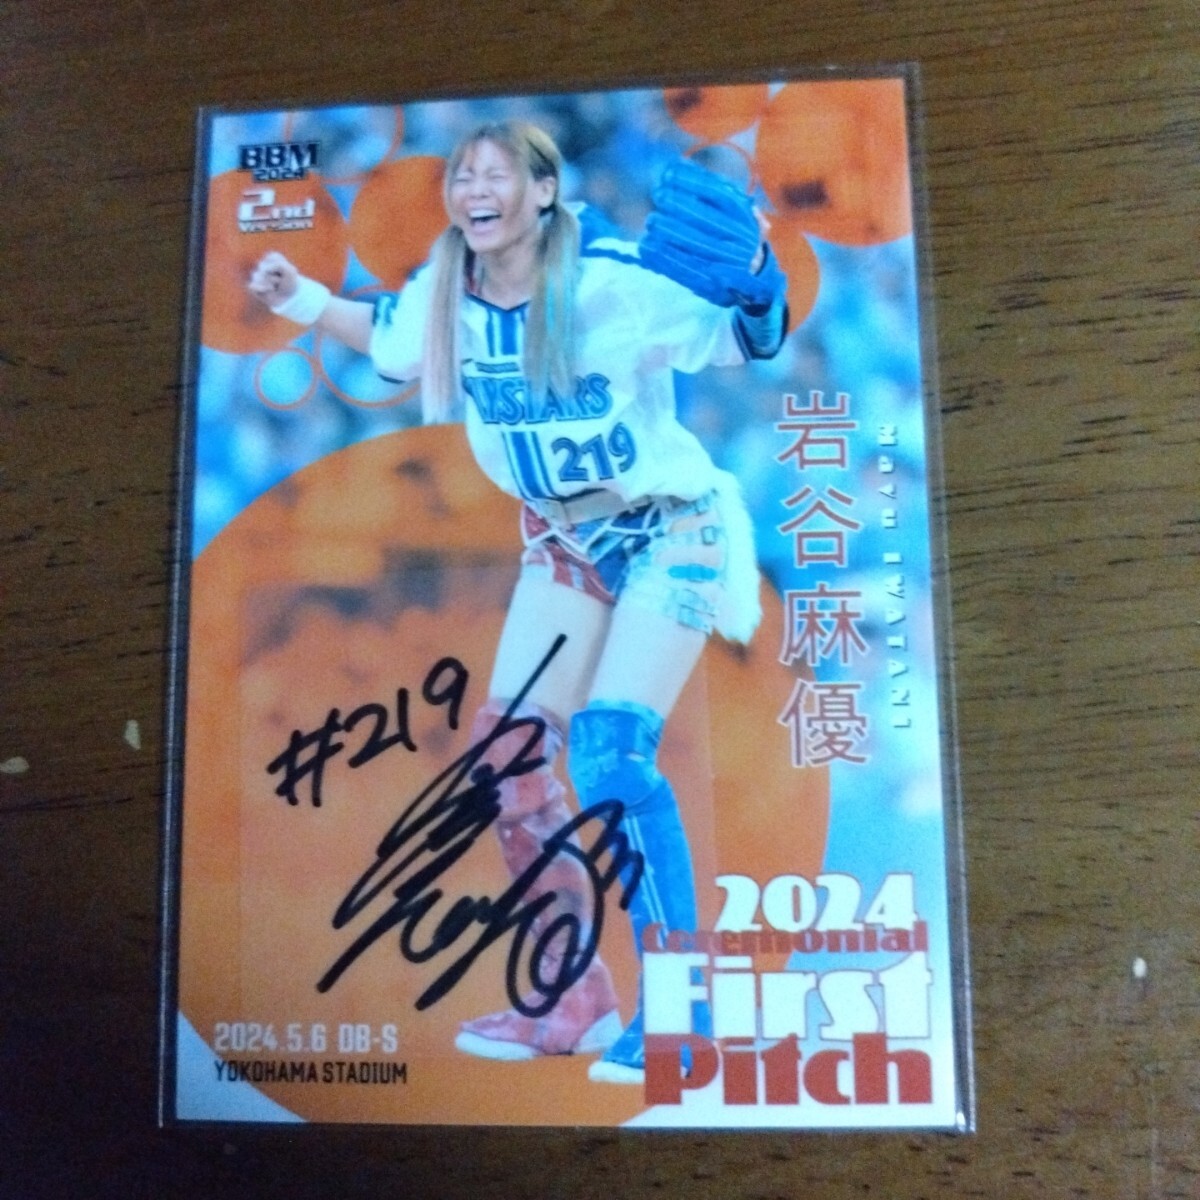 BBM
2024
2nd
Version
BAYSTARS
219
岩谷麻優
Mayu IWATANI
#219
2024
Ceremonial
First
Pitch
2024.5.6 DB-S
YOKOHAMA STADIUM